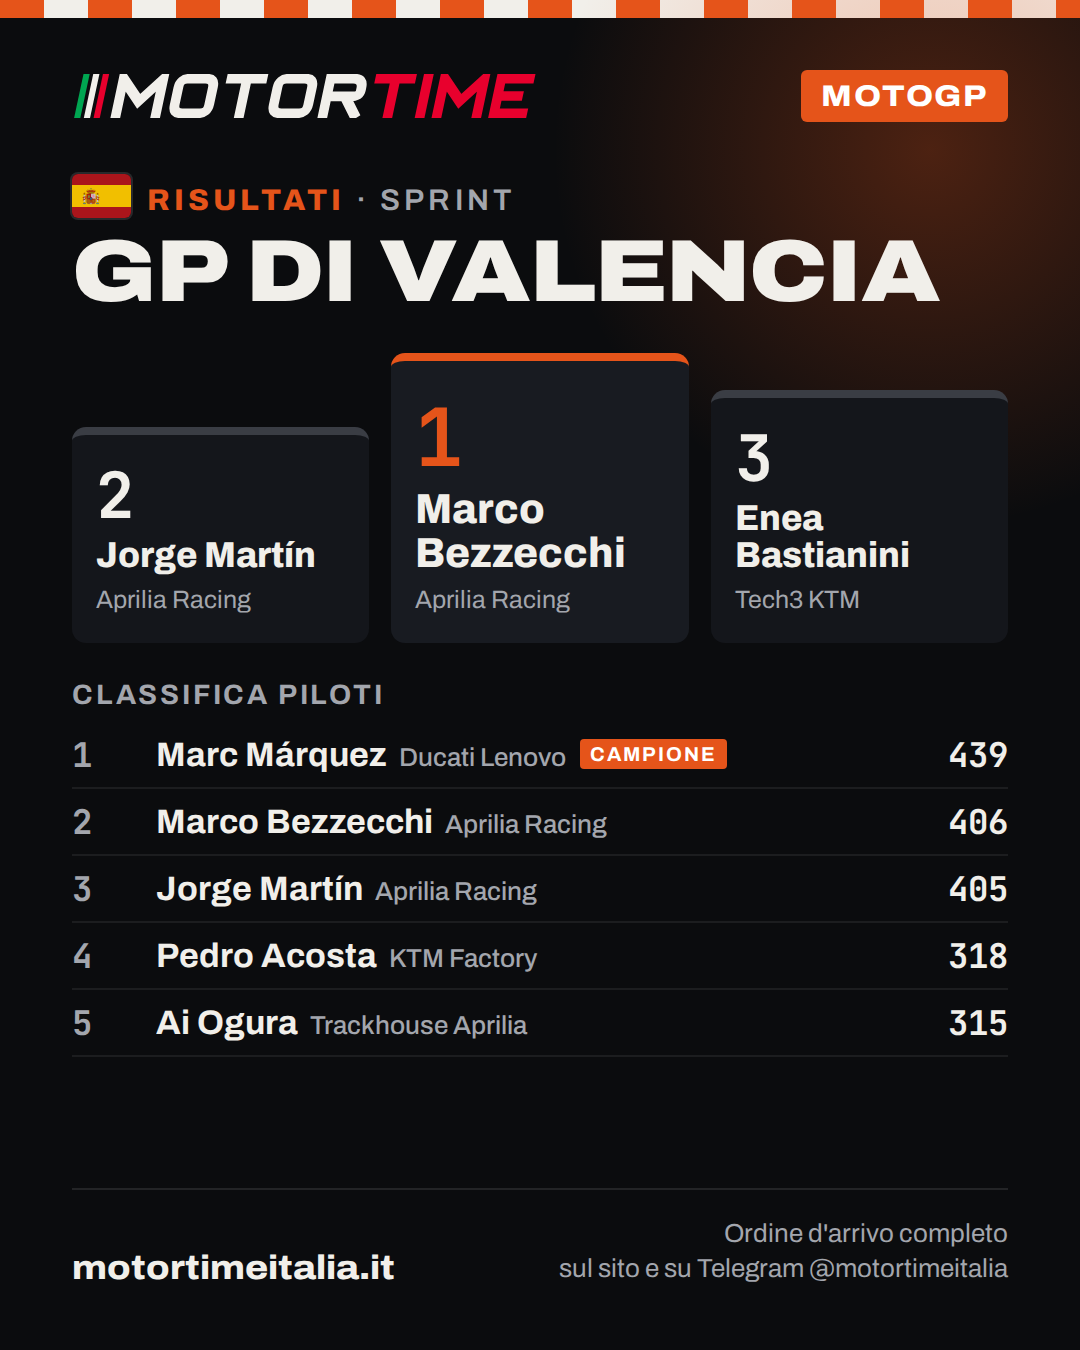 MOTORTIME
MOTOGP
RISULTATI · SPRINT
GP DI VALENCIA
2
Jorge Martín
Aprilia Racing
1
Marco
Bezzecchi
Aprilia Racing
3
Enea
Bastianini
Tech3 KTM
CLASSIFICA PILOTI
1 Marc Márquez Ducati Lenovo CAMPIONE 439
2 Marco Bezzecchi Aprilia Racing 406
3 Jorge Martín Aprilia Racing 405
4 Pedro Acosta KTM Factory 318
5 Ai Ogura Trackhouse Aprilia 315
motortimeitalia.it
Ordine d'arrivo completo
sul sito e su Telegram @motortimeitalia